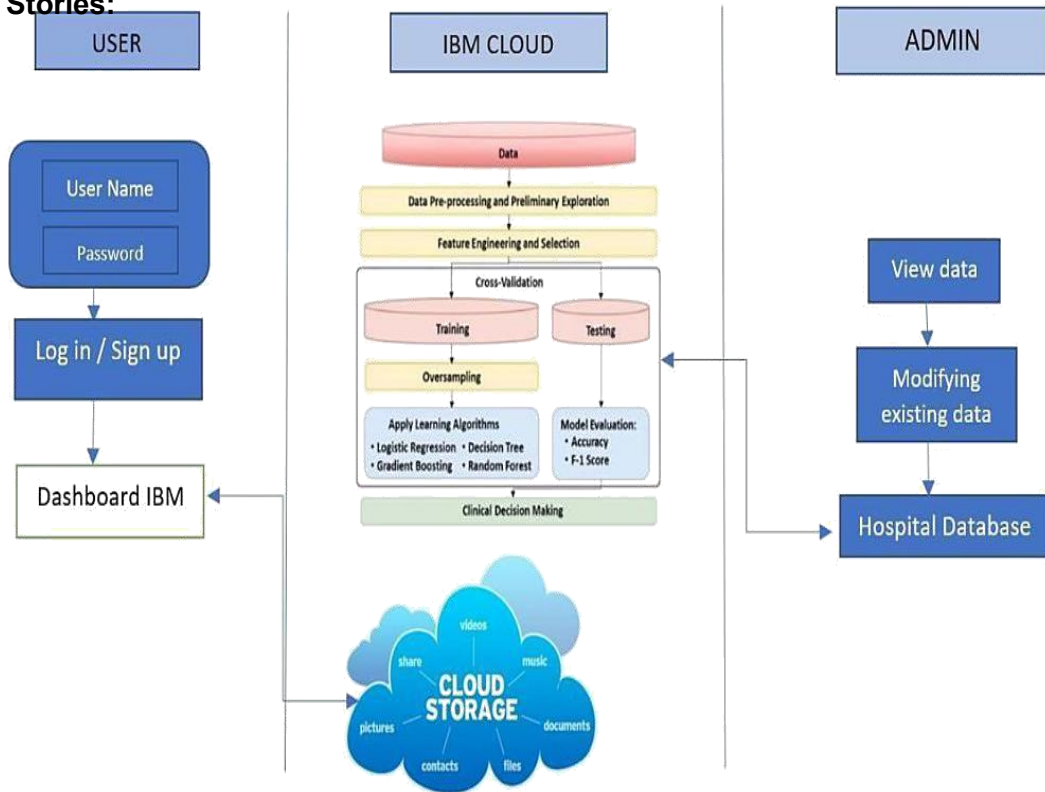 Stories:
USER
IBM CLOUD
ADMIN
User Name
Password
Log in / Sign up
Dashboard IBM
Data
Data Pre-processing and Preliminary Exploration
Feature Engineering and Selection
Cross-Validation
Training
Testing
Oversampling
Apply Learning Algorithms
• Logistic Regression • Decision Tree
• Gradient Boosting • Random Forest
Model Evaluation:
• Accuracy
• F-1 Score
Clinical Decision Making
videos
share
music
CLOUD
STORAGE
pictures
documents
contacts
files
View data
Modifying
existing data
Hospital Database